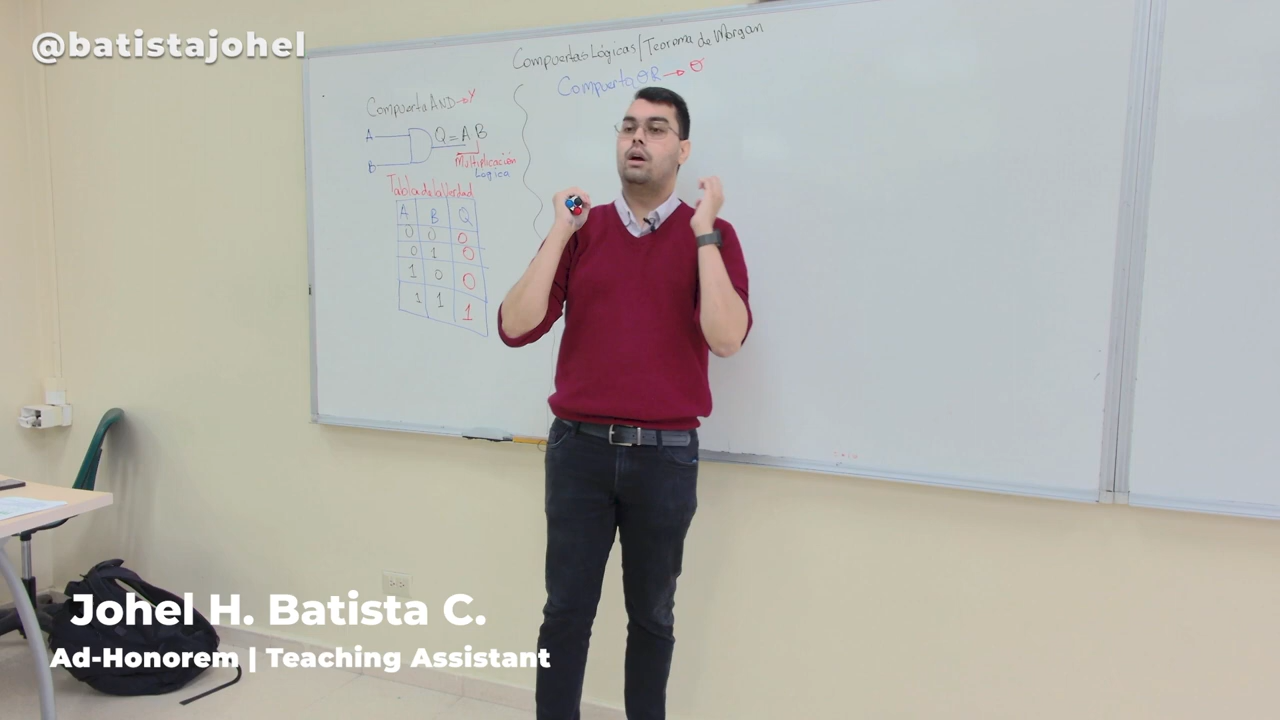 @batistajohel
Compuertas Lógicas/Teorema de Morgan
Compuerta AND→Y
A
B
Q=A B
Multiplicación
Lógica
Tabla de la Verdad
A B Q
0 0 0
0 1 0
1 0 0
1 1 1
Compuerta OR→O
Johel H. Batista C.
Ad-Honorem | Teaching Assistant